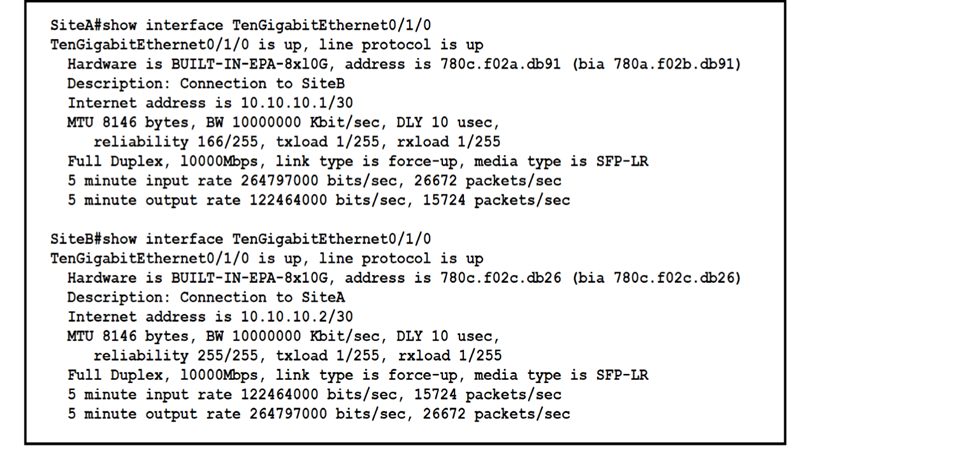 SiteA#show interface TenGigabitEthernet0/1/0
TenGigabitEthernet0/1/0 is up, line protocol is up
Hardware is BUILT-IN-EPA-8x10G, address is 780c.f02a.db91 (bia 780a.f02b.db91)
Description: Connection to SiteB
Internet address is 10.10.10.1/30
MTU 8146 bytes, BW 10000000 Kbit/sec, DLY 10 usec,
reliability 166/255, txload 1/255, rxload 1/255
Full Duplex, 10000Mbps, link type is force-up, media type is SFP-LR
5 minute input rate 264797000 bits/sec, 26672 packets/sec
5 minute output rate 122464000 bits/sec, 15724 packets/sec
SiteB#show interface TenGigabitEthernet0/1/0
TenGigabitEthernet0/1/0 is up, line protocol is up
Hardware is BUILT-IN-EPA-8x10G, address is 780c.f02c.db26 (bia 780c.f02c.db26)
Description: Connection to SiteA
Internet address is 10.10.10.2/30
MTU 8146 bytes, BW 10000000 Kbit/sec, DLY 10 usec,
reliability 255/255, txload 1/255, rxload 1/255
Full Duplex, 10000Mbps, link type is force-up, media type is SFP-LR
5 minute input rate 122464000 bits/sec, 15724 packets/sec
5 minute output rate 264797000 bits/sec, 26672 packets/sec